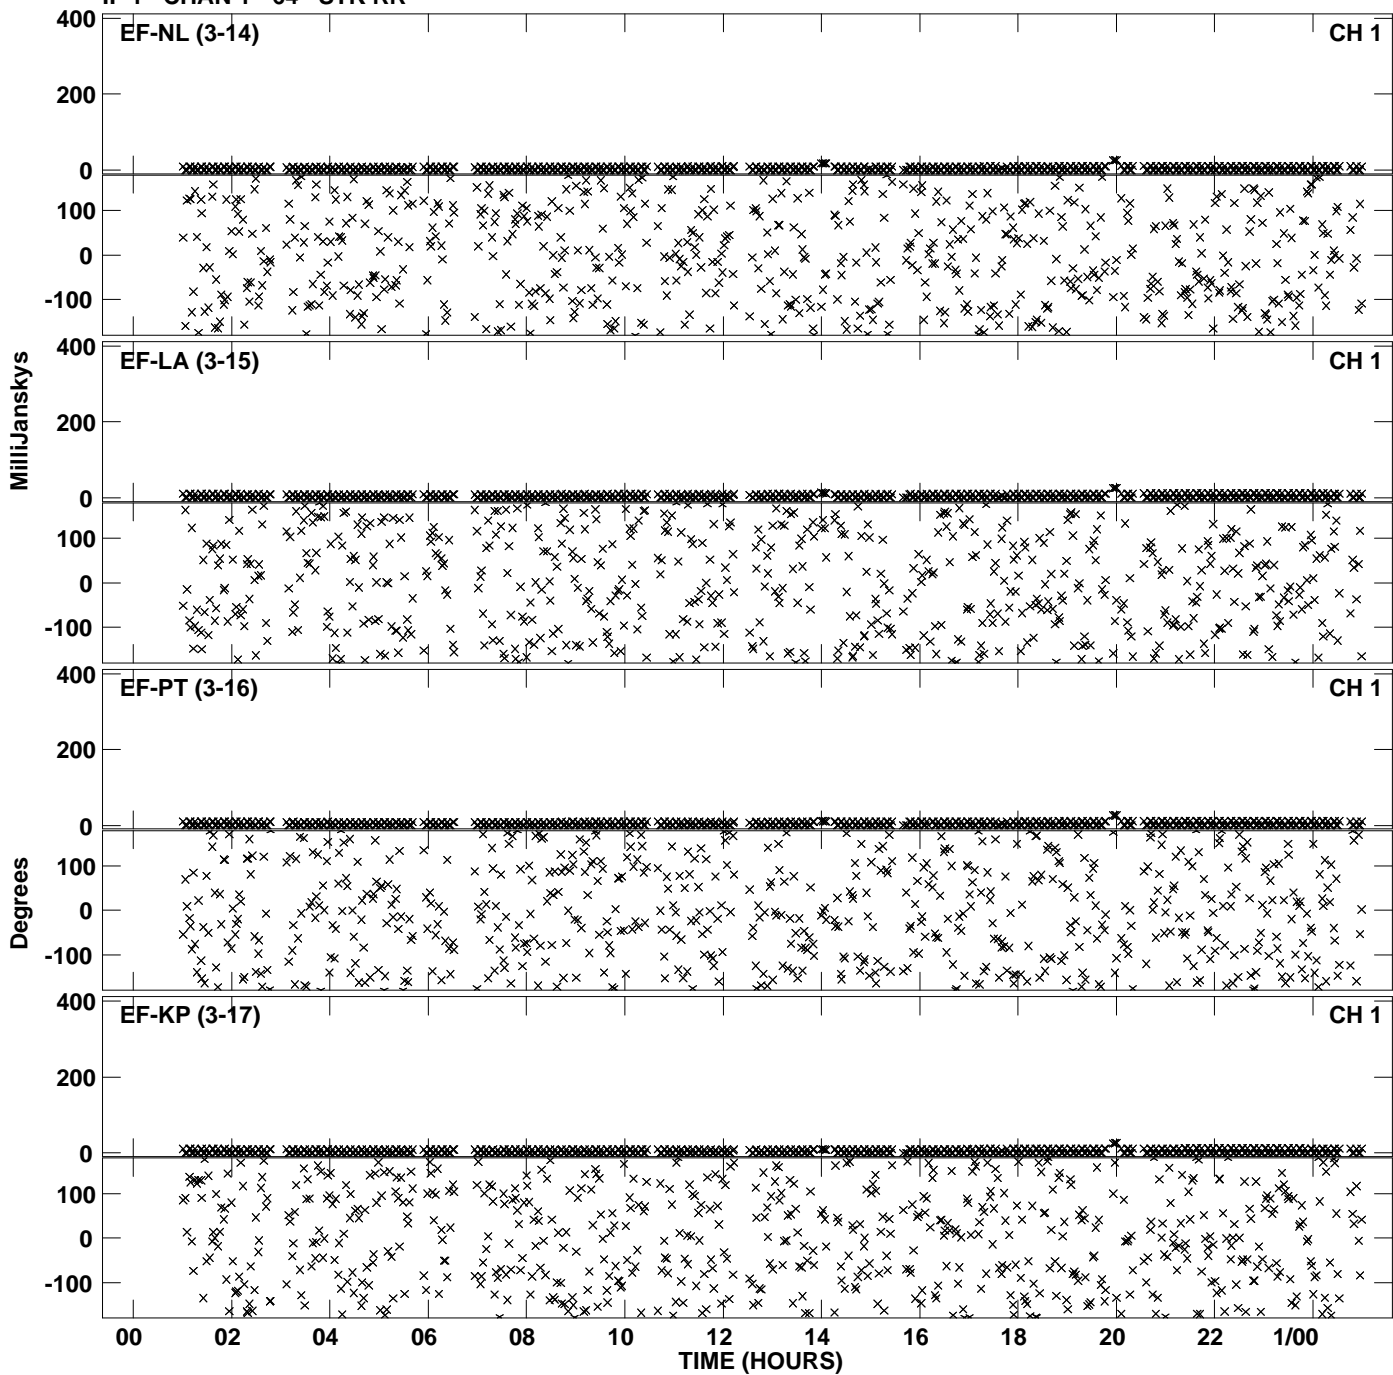 400 EF-NL (3-14) CH 1
200
0
100
0
-100
400 EF-LA (3-15) CH 1
200
0
100
0
-100
400 EF-PT (3-16) CH 1
200
0
100
0
-100
400 EF-KP (3-17) CH 1
200
0
100
0
-100
MilliJanskys
Degrees
00 02 04 06 08 10 12 14 16 18 20 22 1/00
TIME (HOURS)